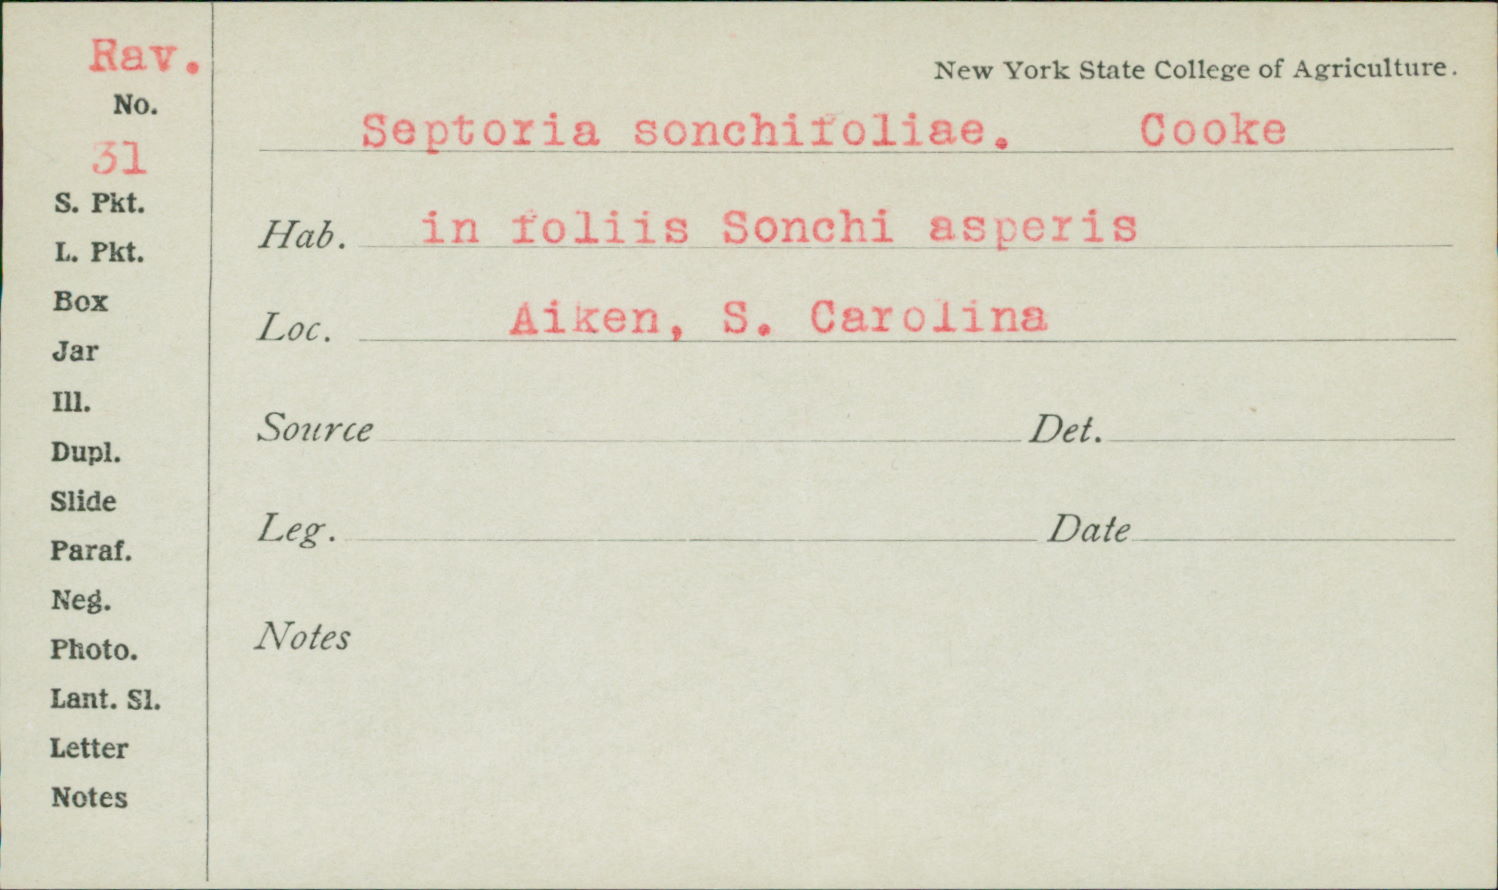 Rav.
No.
31
S. Pkt.
L. Pkt.
Box
Jar
Ill.
Dupl.
Slide
Paraf.
Neg.
Photo.
Lant. Sl.
Letter
Notes
New York State College of Agriculture.
Septoria sonchifoliae. Cooke
Hab. in foliis Sonchi asperis
Loc. Aiken, S. Carolina
Source Det.
Leg. Date
Notes